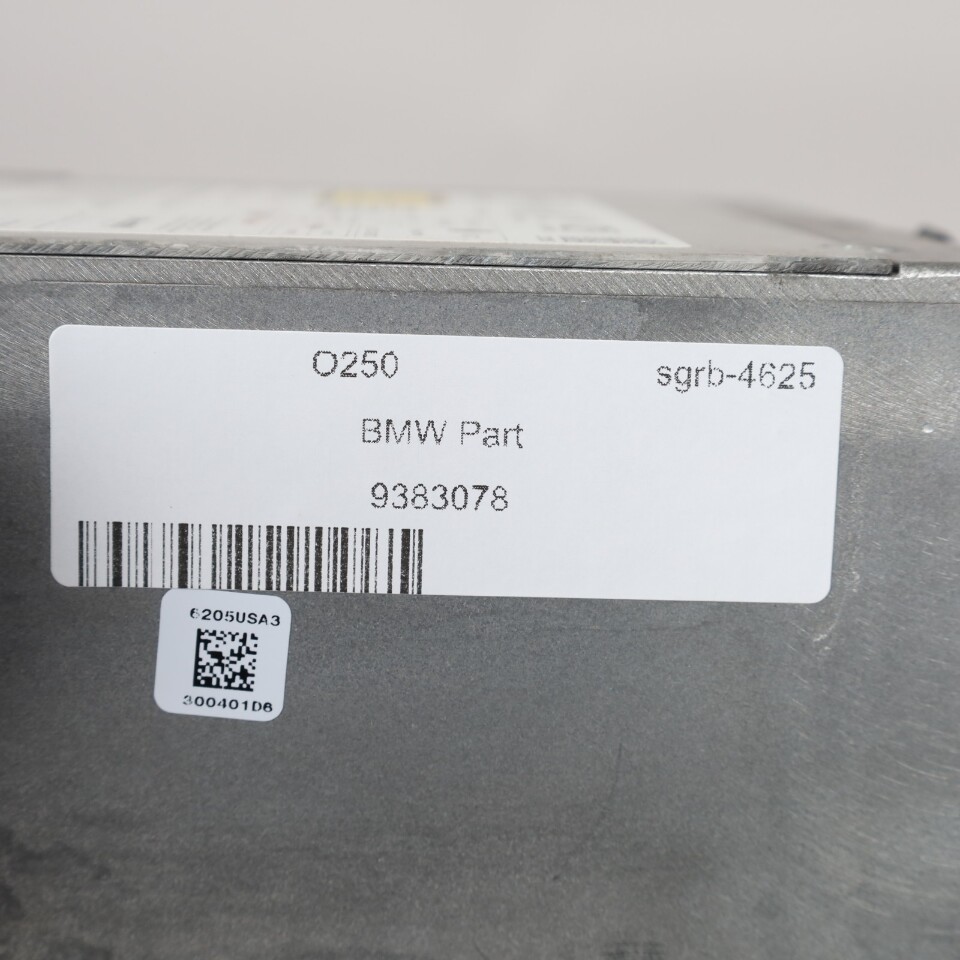 O250 sgrb-4625
BMW Part
9383078
6205USA3
300401D6